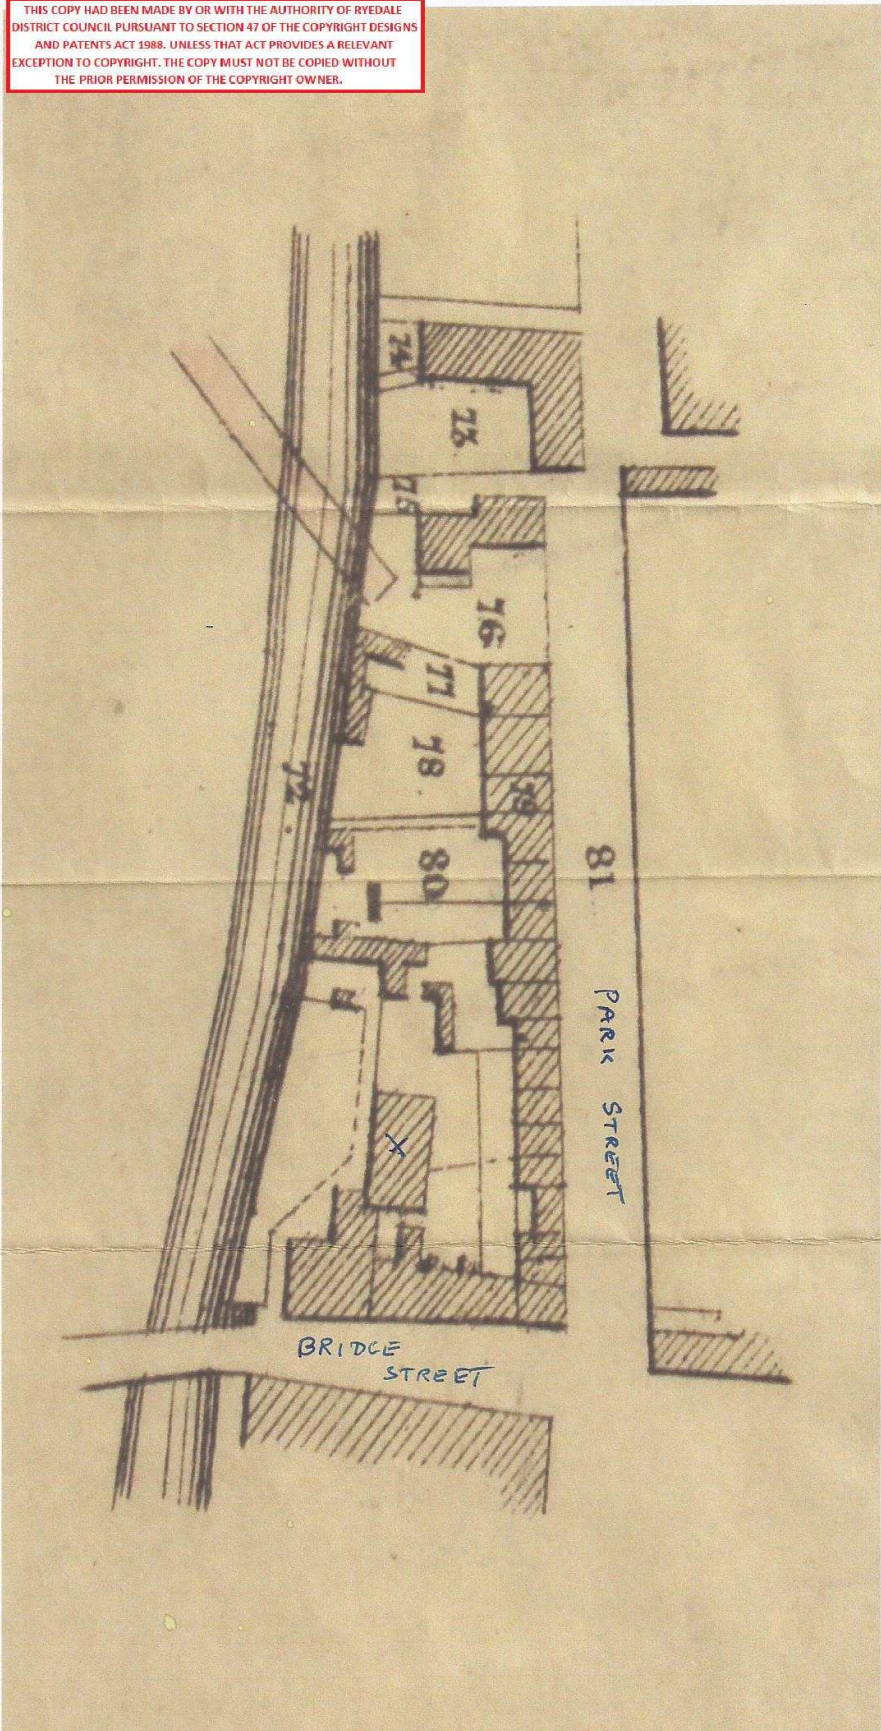 THIS COPY HAD BEEN MADE BY OR WITH THE AUTHORITY OF RYEDALE
DISTRICT COUNCIL PURSUANT TO SECTION 47 OF THE COPYRIGHT DESIGNS
AND PATENTS ACT 1988. UNLESS THAT ACT PROVIDES A RELEVANT
EXCEPTION TO COPYRIGHT. THE COPY MUST NOT BE COPIED WITHOUT
THE PRIOR PERMISSION OF THE COPYRIGHT OWNER.
74
73
75
76
77
78
72
79
80
81
PARK STREET
X
BRIDGE
STREET